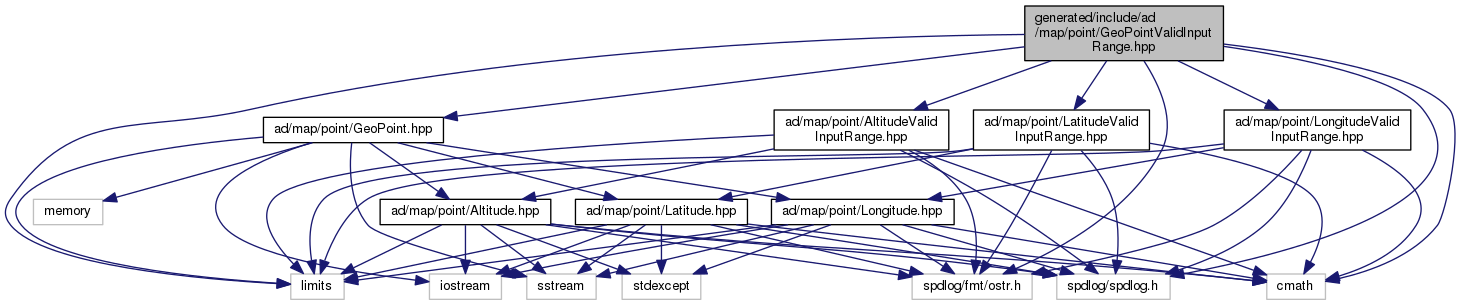 generated/include/ad
/map/point/GeoPointValidInput
Range.hpp
ad/map/point/GeoPoint.hpp
ad/map/point/AltitudeValid
InputRange.hpp
ad/map/point/LatitudeValid
InputRange.hpp
ad/map/point/LongitudeValid
InputRange.hpp
memory
ad/map/point/Altitude.hpp
ad/map/point/Latitude.hpp
ad/map/point/Longitude.hpp
limits
iostream
sstream
stdexcept
spdlog/fmt/ostr.h
spdlog/spdlog.h
cmath